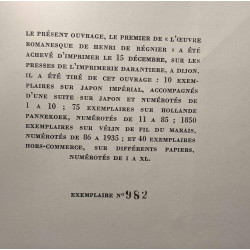 LE PRÉSENT OUVRAGE, LE PREMIER DE « L'ŒUVRE
ROMANESQUE DE HENRI DE RÉGNIER » A ÉTÉ
ACHEVÉ D'IMPRIMER LE 15 DÉCEMBRE, SUR LES
PRESSES DE L'IMPRIMERIE DARANTIERE, A DIJON.
IL A ÉTÉ TIRÉ DE CET OUVRAGE : 10 EXEM-
PLAIRES SUR JAPON IMPÉRIAL, ACCOMPAGNÉS
D'UNE SUITE SUR JAPON ET NUMÉROTÉS DE
1 A 10 ; 75 EXEMPLAIRES SUR HOLLANDE
PANNEKOEK, NUMÉROTÉS DE 11 A 85 ; 1850
EXEMPLAIRES SUR VÉLIN DE FIL DU MARAIS,
NUMÉROTÉS DE 86 A 1935 ; ET 40 EXEMPLAIRES
HORS-COMMERCE, SUR DIFFÉRENTS PAPIERS,
NUMÉROTÉS DE I A XL.
EXEMPLAIRE Nº 982